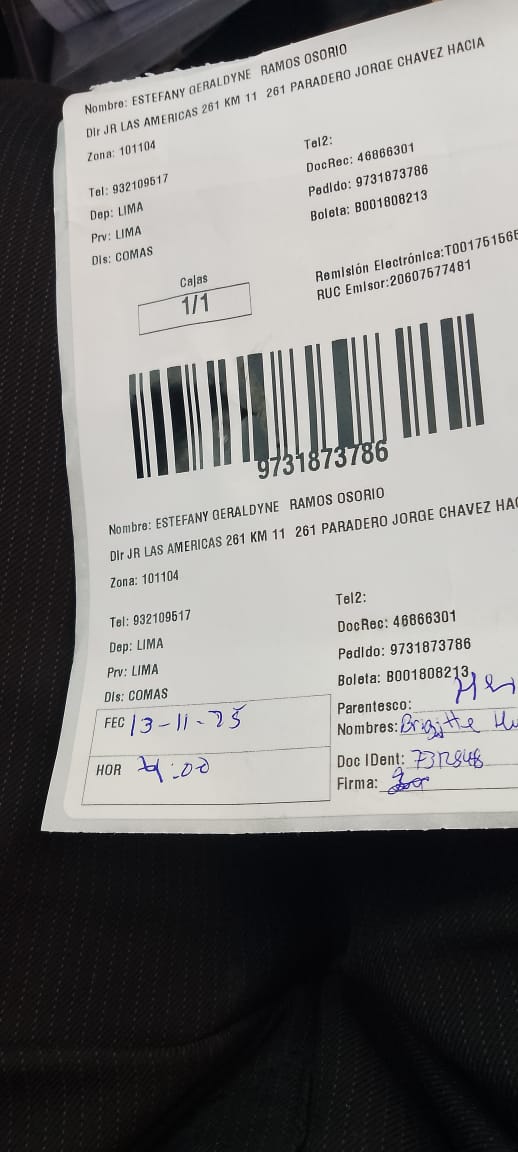 Nombre: ESTEFANY GERALDYNE RAMOS OSORIO
Dir JR LAS AMERICAS 261 KM 11 261 PARADERO JORGE CHAVEZ HACIA
Zona: 101104
Tel2:
Tel: 932109517
DocRec: 46866301
Dep: LIMA
Pedido: 9731873786
Prv: LIMA
Boleta: B001808213
Dis: COMAS
Cajas
1/1
Remisión Electrónica:T00175156
RUC Emisor:20607577481
9731873786
Nombre: ESTEFANY GERALDYNE RAMOS OSORIO
Dir JR LAS AMERICAS 261 KM 11 261 PARADERO JORGE CHAVEZ HAC
Zona: 101104
Tel2:
Tel: 932109517
DocRec: 46866301
Dep: LIMA
Pedido: 9731873786
Prv: LIMA
Boleta: B001808213
Dis: COMAS
Parentesco:
FEC 13-11-25
Nombres: Brigitte
HOR :00
Doc IDent:
Firma: